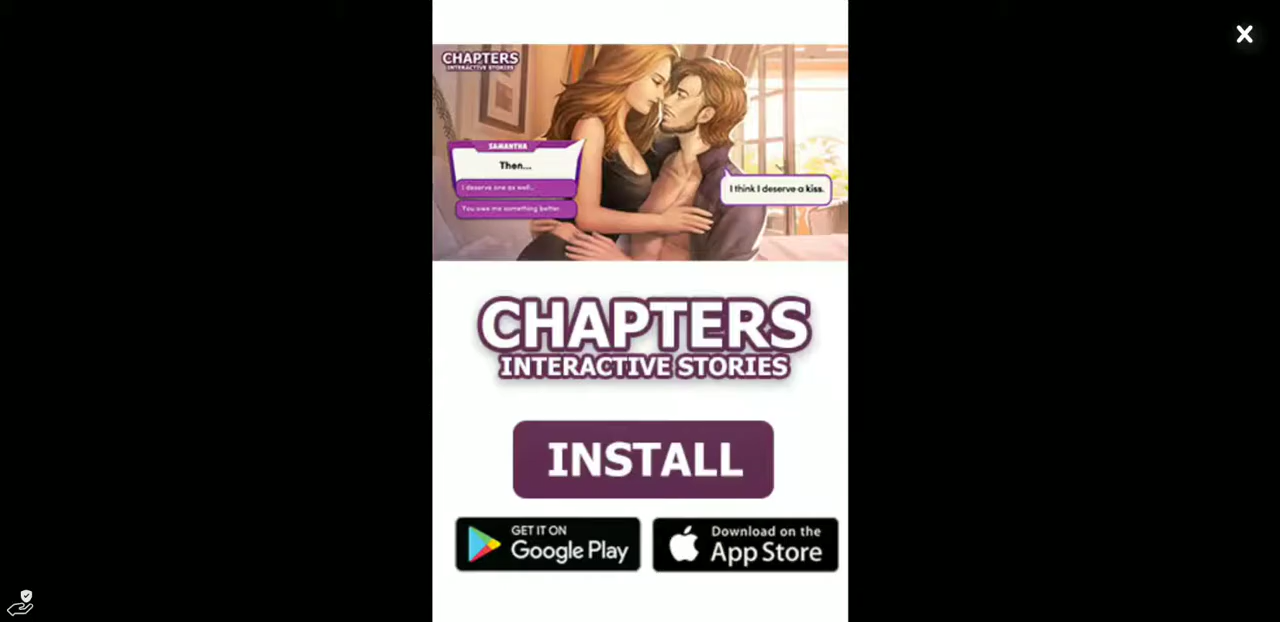 CHAPTERS
INTERACTIVE STORIES
SAMANTHA
Then...
I deserve one as well...
You owe me something better.
I think I deserve a kiss.
CHAPTERS
INTERACTIVE STORIES
INSTALL
GET IT ON
Google Play
Download on the
App Store